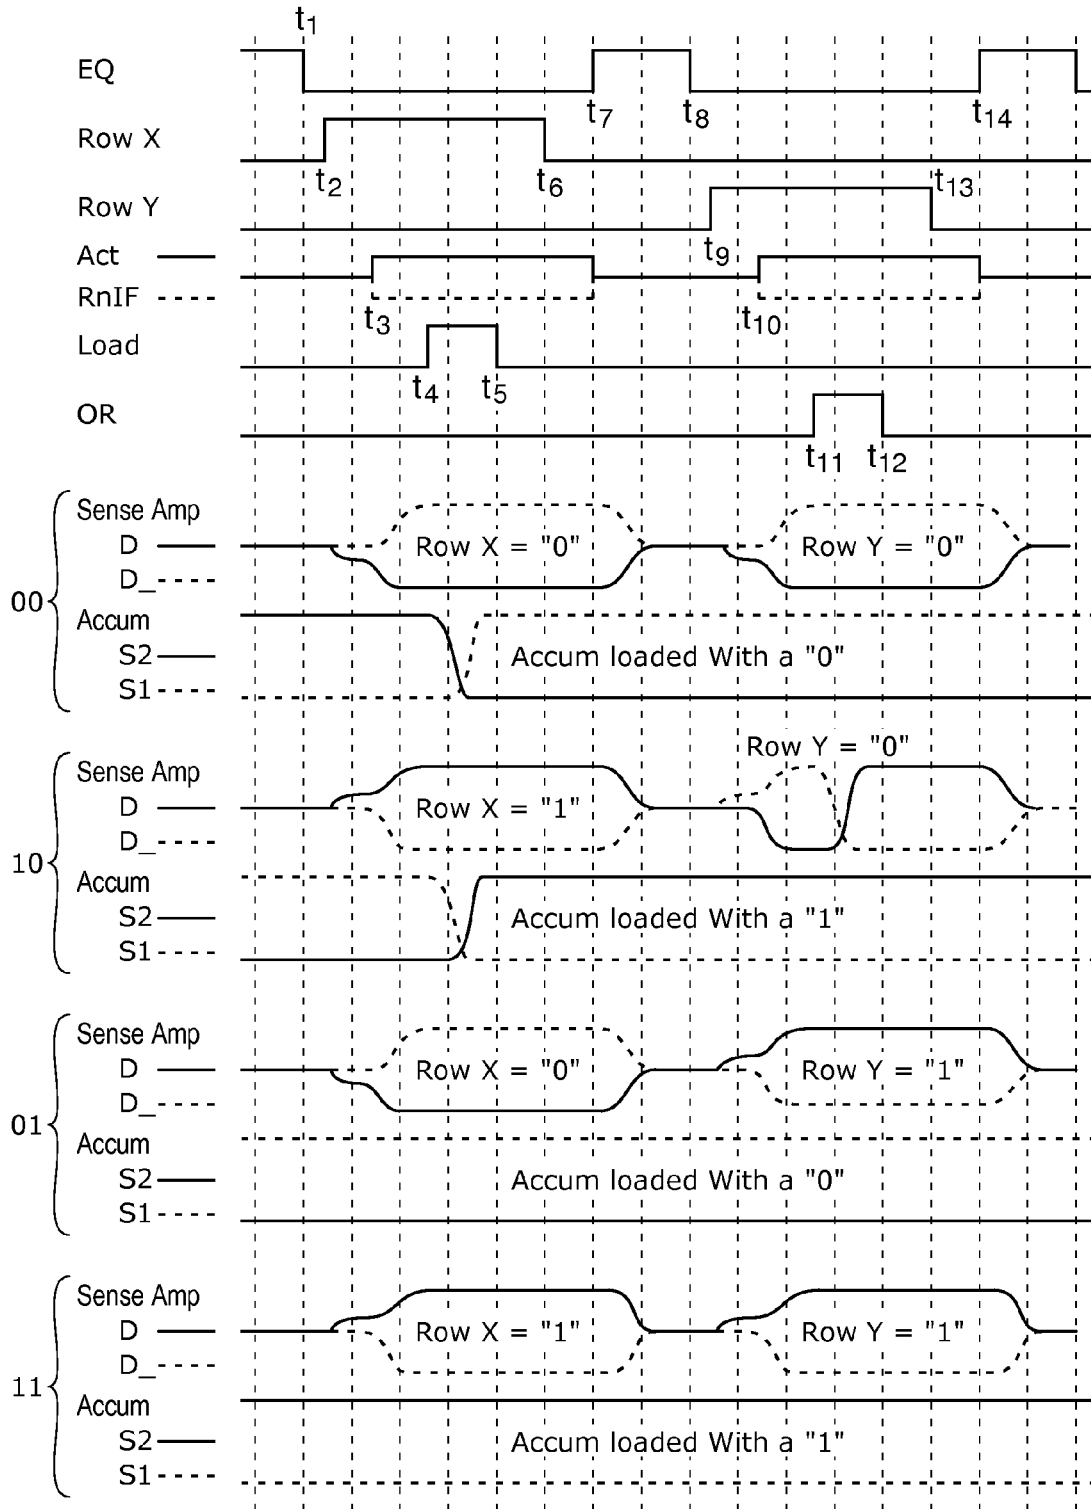 t1
EQ
t7
t8
t14
Row X
t2
t6
t13
Row Y
t9
Act
RnIF
t3
t10
Load
t4
t5
OR
t11
t12
00
Sense Amp
D
D_
Row X = "0"
Row Y = "0"
Accum
S2
S1
Accum loaded With a "0"
10
Row Y = "0"
Sense Amp
D
D_
Row X = "1"
Accum
S2
S1
Accum loaded With a "1"
01
Sense Amp
D
D_
Row X = "0"
Row Y = "1"
Accum
S2
S1
Accum loaded With a "0"
11
Sense Amp
D
D_
Row X = "1"
Row Y = "1"
Accum
S2
S1
Accum loaded With a "1"